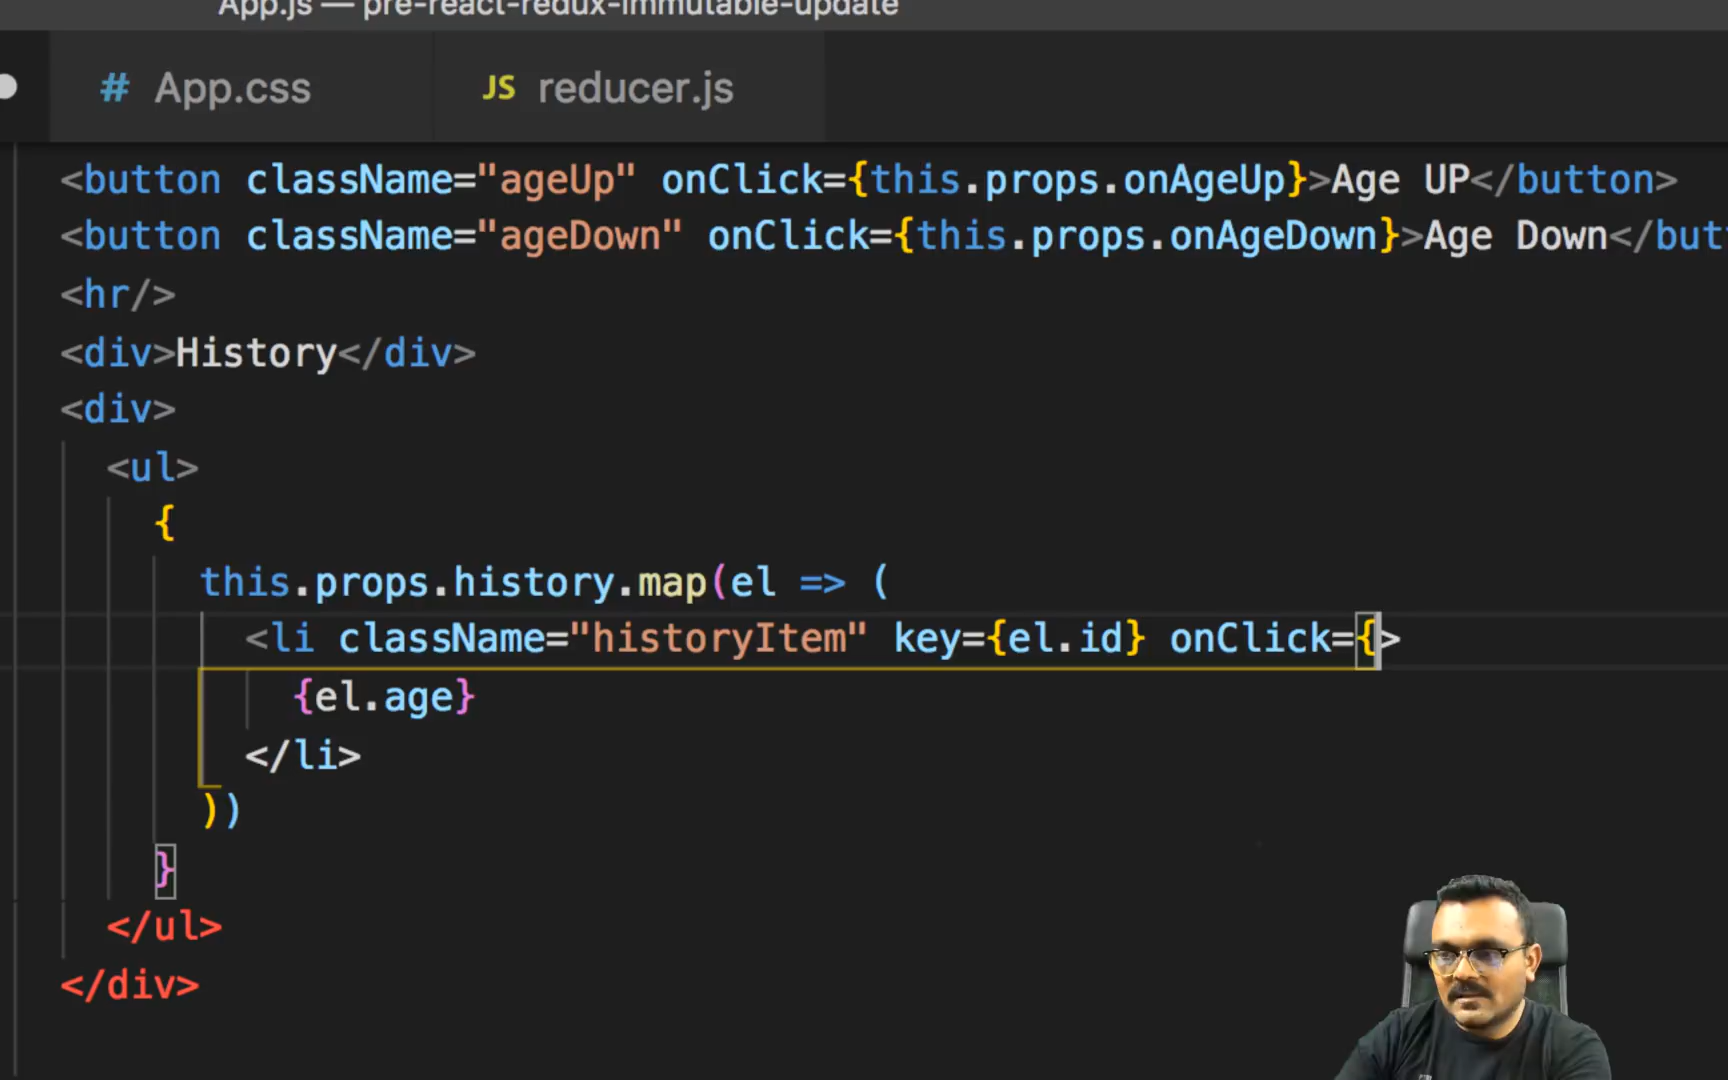 App.js — pre-react-redux-immutable-update
# App.css JS reducer.js
<button className="ageUp" onClick={this.props.onAgeUp}>Age UP</button>
<button className="ageDown" onClick={this.props.onAgeDown}>Age Down</but
<hr/>
<div>History</div>
<div>
<ul>
{
this.props.history.map(el => (
<li className="historyItem" key={el.id} onClick={>
{el.age}
</li>
))
}
</ul>
</div>